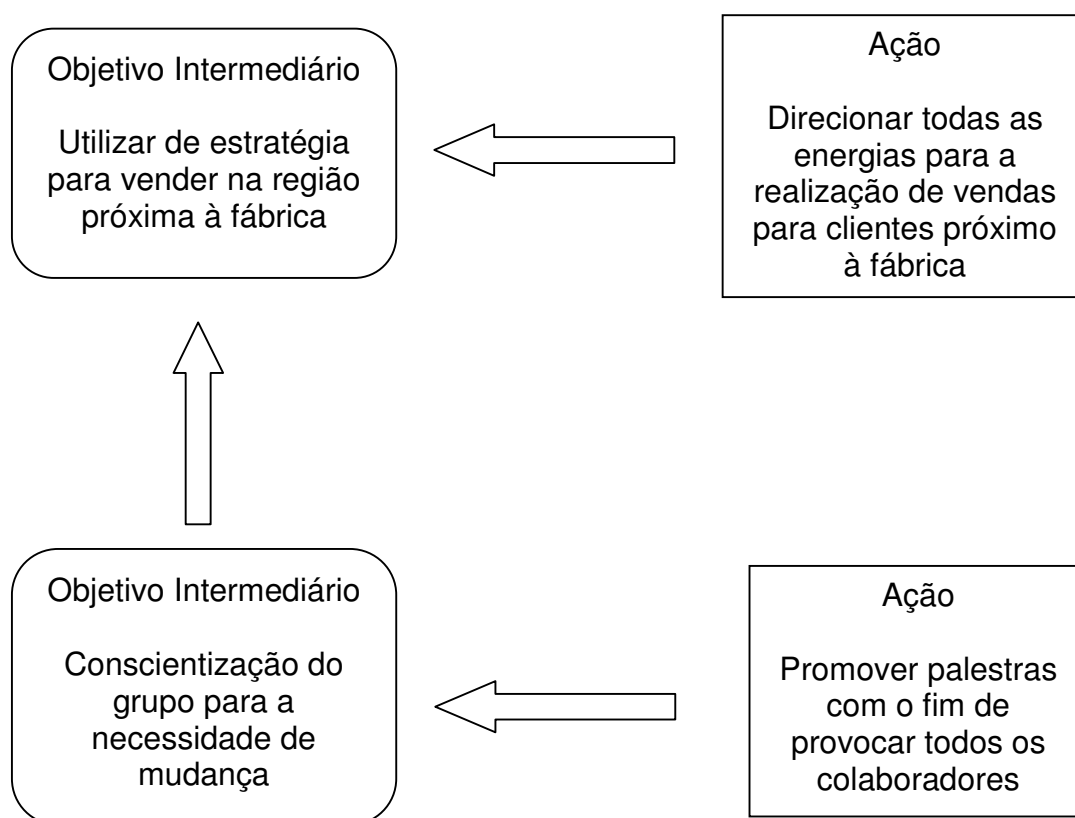 Objetivo Intermediário
Utilizar de estratégia
para vender na região
próxima à fábrica
Ação
Direcionar todas as
energias para a
realização de vendas
para clientes próximo
à fábrica
Objetivo Intermediário
Conscientização do
grupo para a
necessidade de
mudança
Ação
Promover palestras
com o fim de
provocar todos os
colaboradores